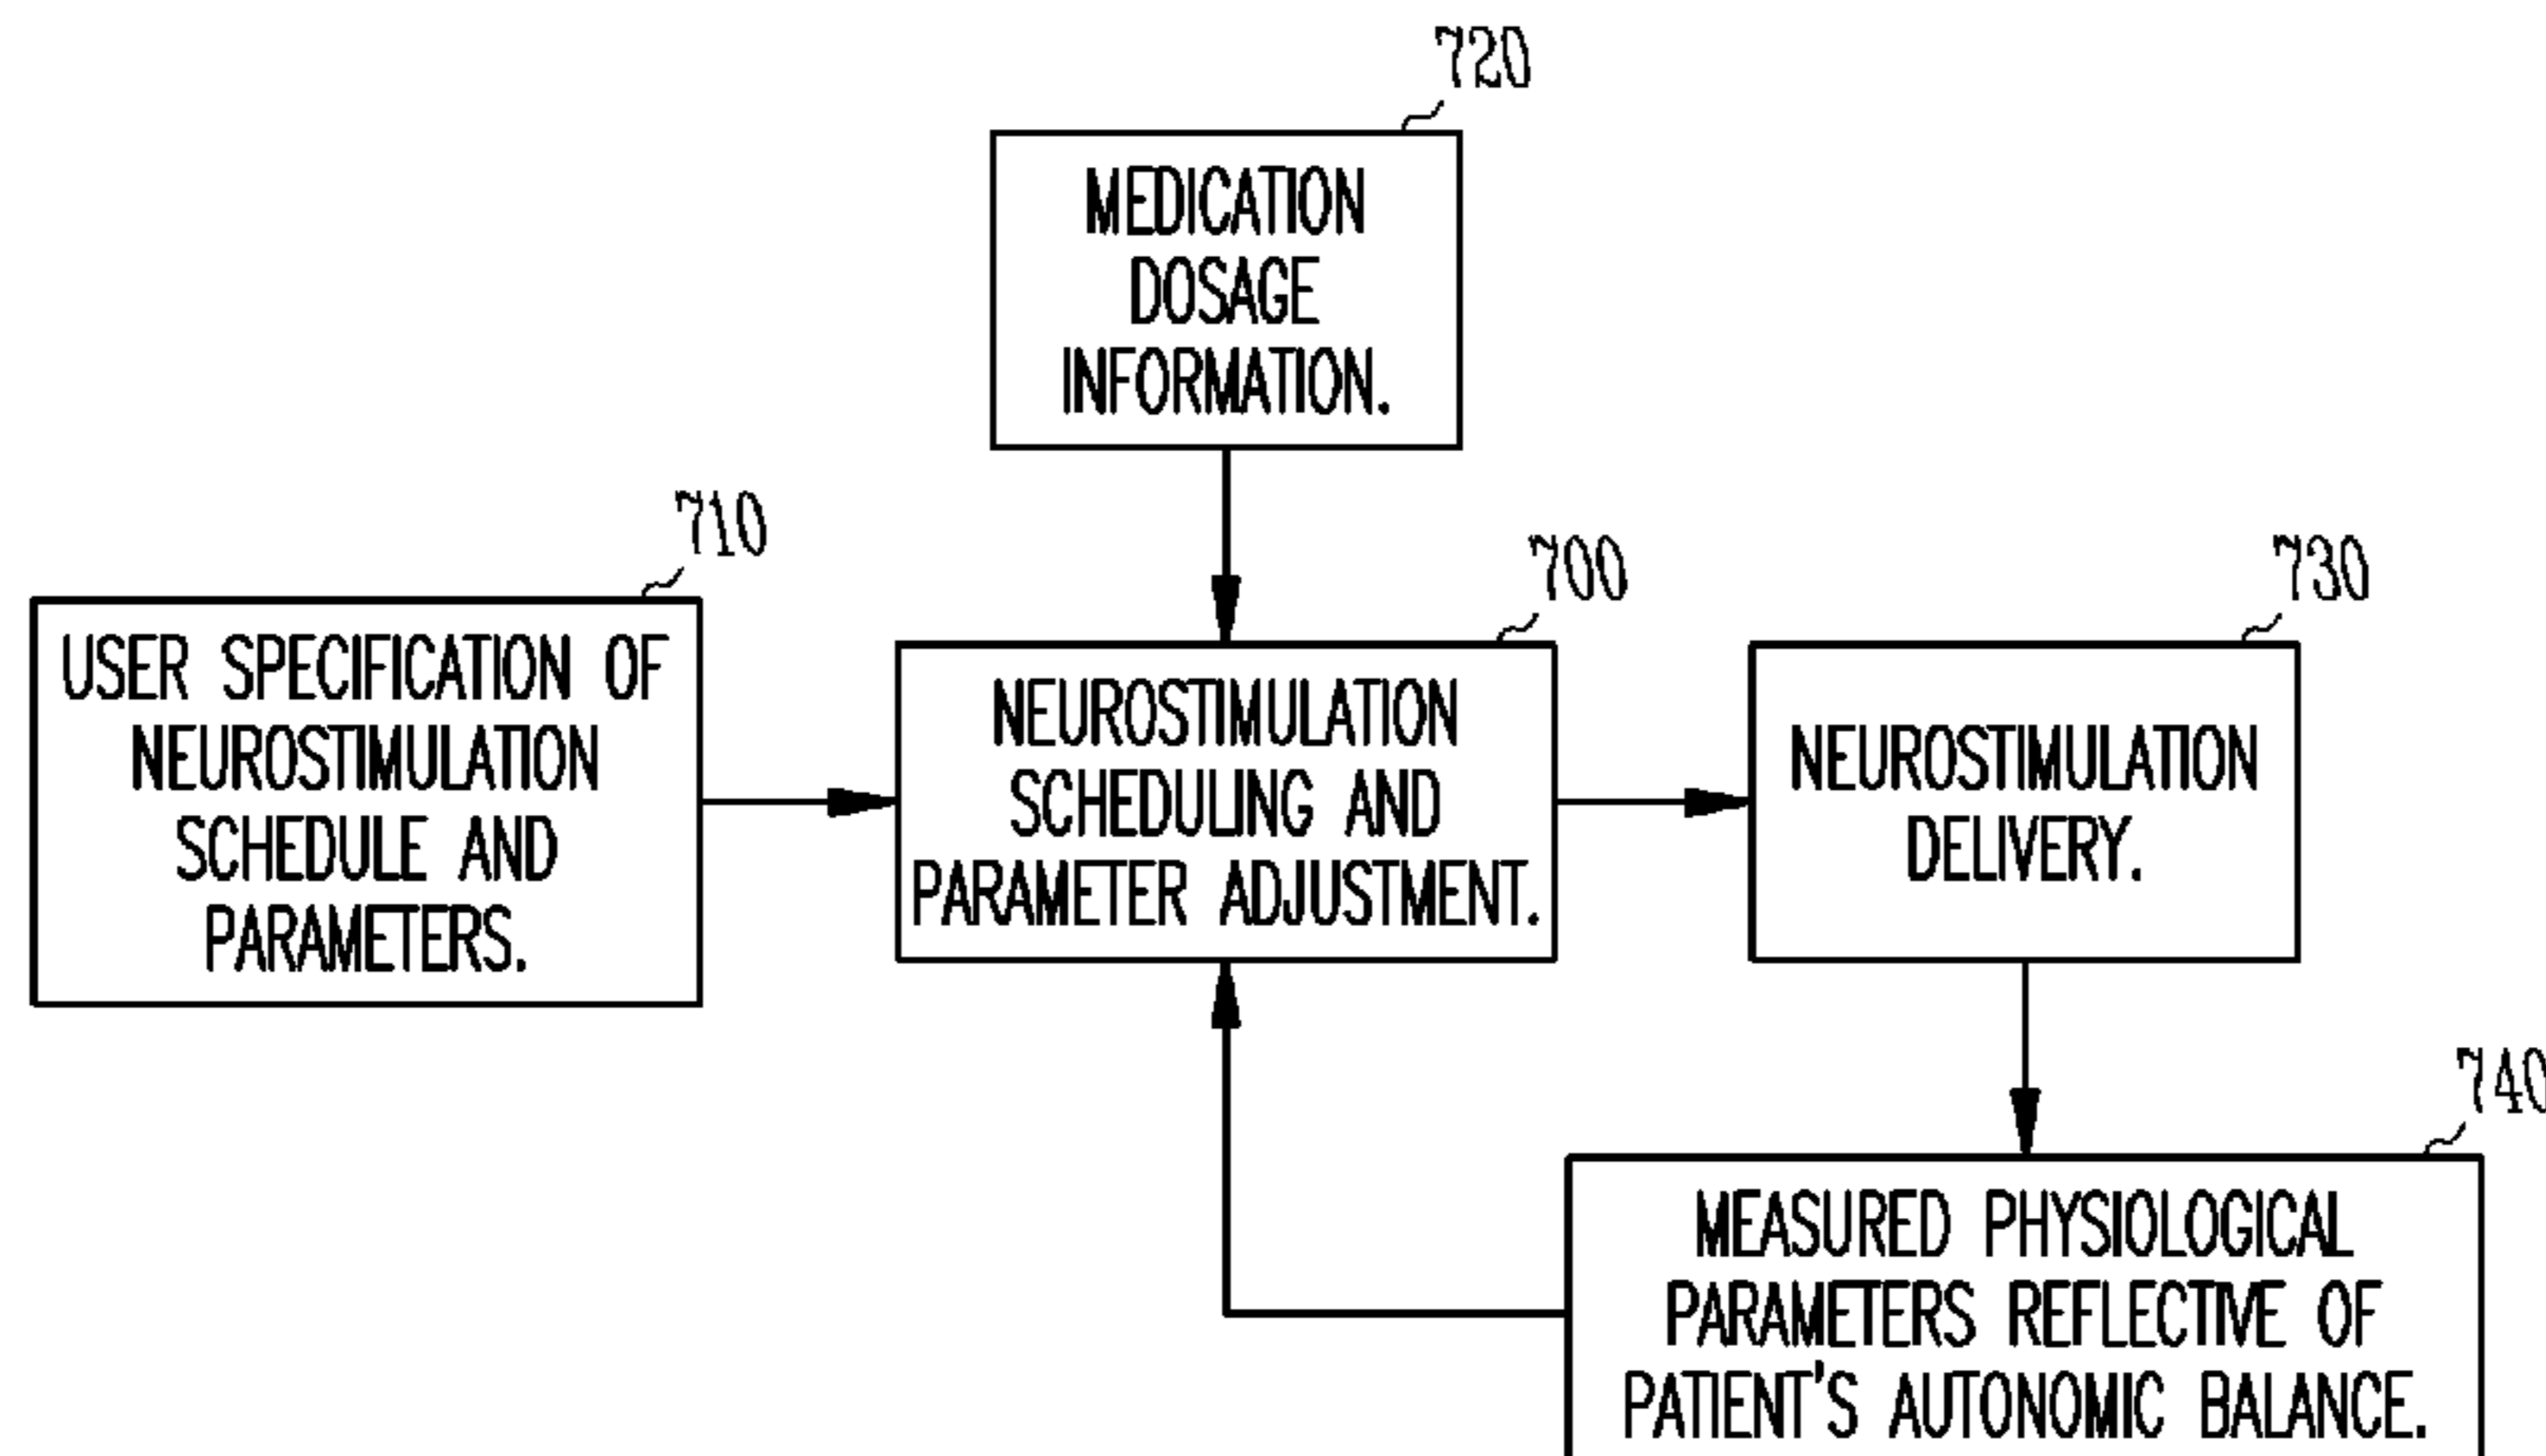 720
MEDICATION
DOSAGE
INFORMATION.
710
USER SPECIFICATION OF
NEUROSTIMULATION
SCHEDULE AND
PARAMETERS.
700
NEUROSTIMULATION
SCHEDULING AND
PARAMETER ADJUSTMENT.
730
NEUROSTIMULATION
DELIVERY.
740
MEASURED PHYSIOLOGICAL
PARAMETERS REFLECTIVE OF
PATIENT'S AUTONOMIC BALANCE.